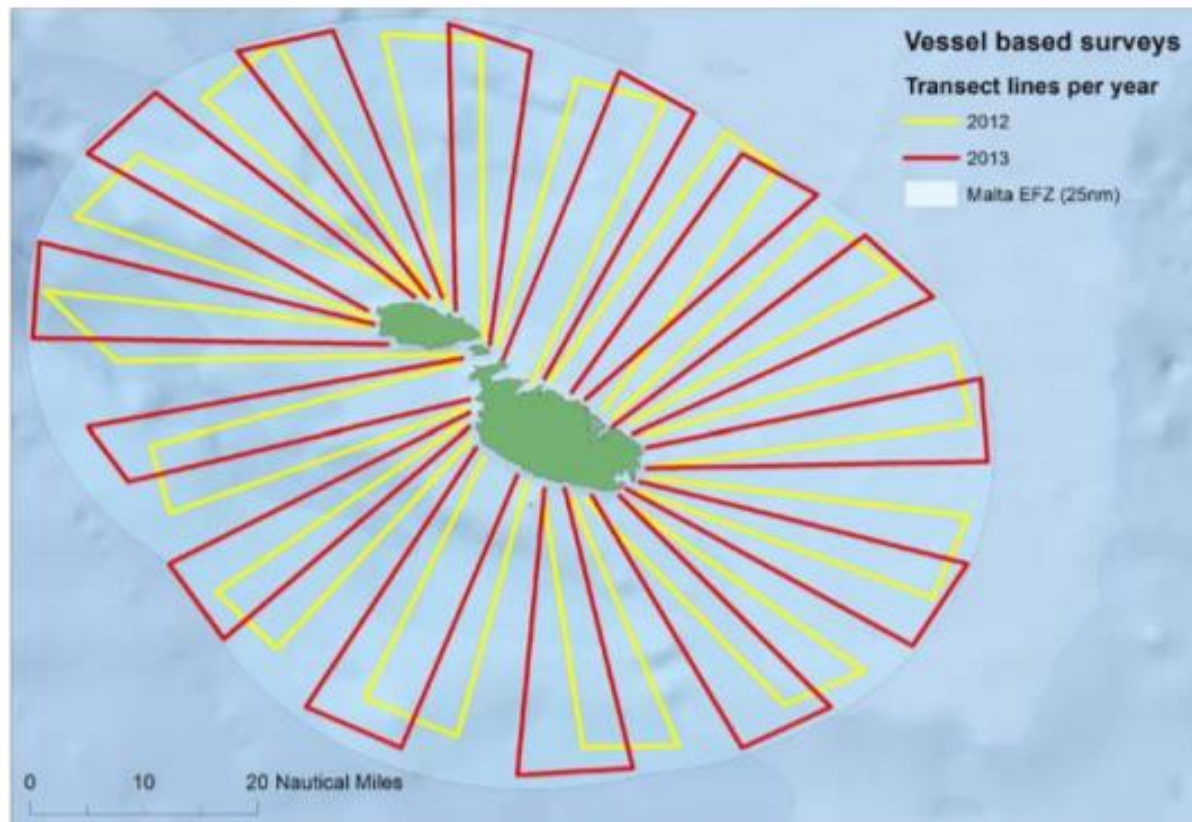 Vessel based surveys
Transect lines per year
2012
2013
Malta EFZ (25nm)
0 10 20 Nautical Miles